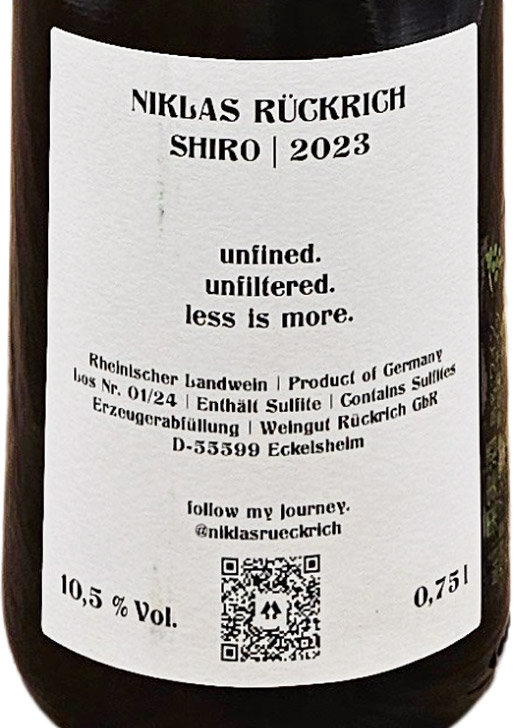 NIKLAS RÜCKRICH
SHIRO | 2023
unfined.
unfiltered.
less is more.
Rheinischer Landwein | Product of Germany
Los Nr. 01/24 | Enthält Sulfite | Contains Sulfites
Erzeugerabfüllung | Weingut Rückrich GbR
D-55599 Eckelsheim
follow my journey.
@niklasrueckrich
10,5 % Vol.
0,75 l